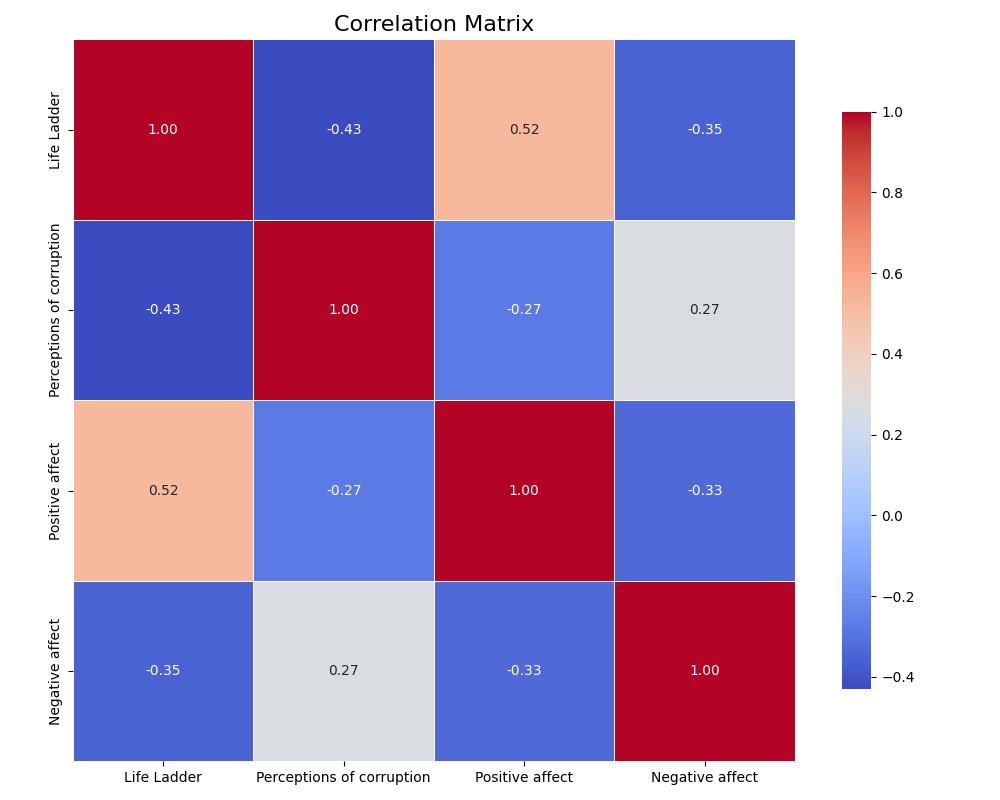 Correlation Matrix
Life Ladder
1.00
-0.43
0.52
-0.35
Perceptions of corruption
-0.43
1.00
-0.27
0.27
Positive affect
0.52
-0.27
1.00
-0.33
Negative affect
-0.35
0.27
-0.33
1.00
Life Ladder
Perceptions of corruption
Positive affect
Negative affect
1.0
0.8
0.6
0.4
0.2
0.0
−0.2
−0.4